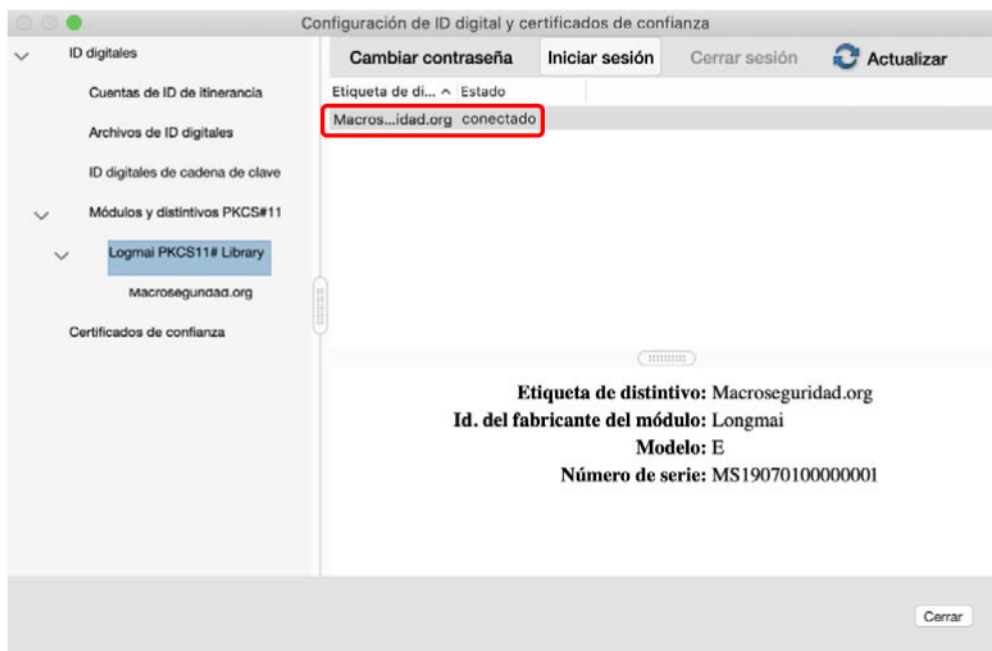 Configuración de ID digital y certificados de confianza
ID digitales
Cuentas de ID de itinerancia
Archivos de ID digitales
ID digitales de cadena de clave
Módulos y distintivos PKCS#11
Logmai PKCS11# Library
Macroseguridad.org
Certificados de confianza
Cambiar contraseña Iniciar sesión Cerrar sesión Actualizar
Etiqueta de di... Estado
Macros...idad.org conectado
Etiqueta de distintivo: Macroseguridad.org
Id. del fabricante del módulo: Longmai
Modelo: E
Número de serie: MS19070100000001
Cerrar